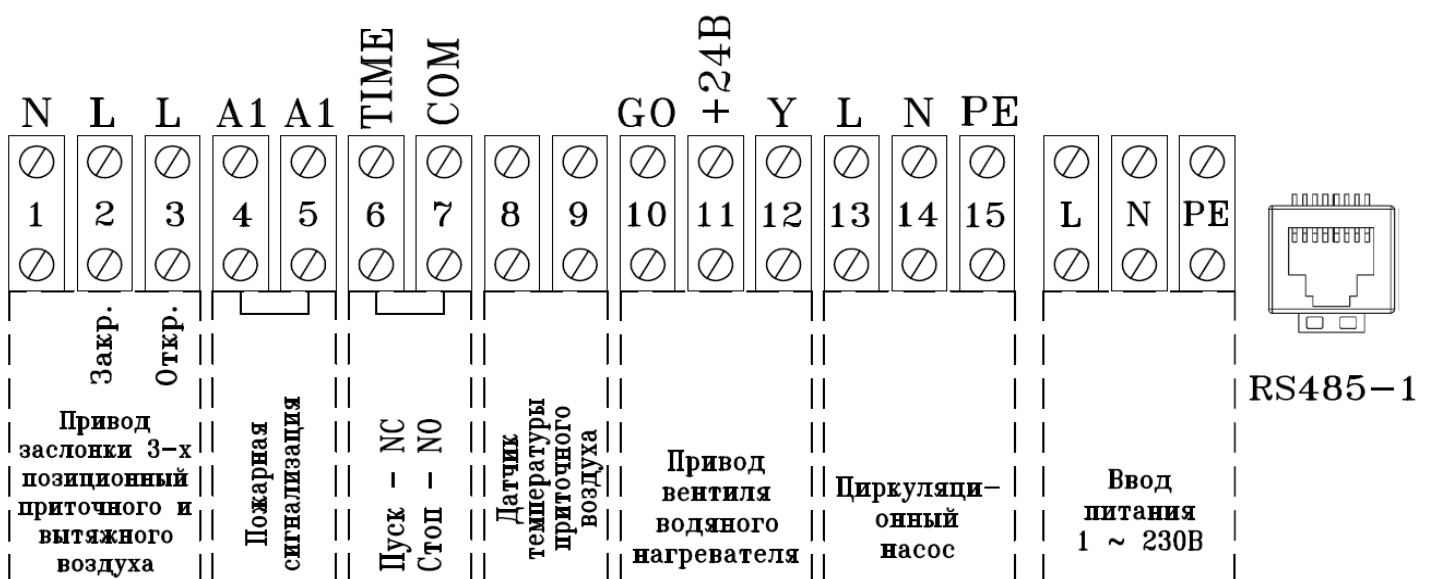 N L L A1 A1 TIME COM GO +24В Y L N PE
1 2 3 4 5 6 7 8 9 10 11 12 13 14 15 L N PE
Закр.
Откр.
Привод
заслонки 3-х
позиционный
приточного и
вытяжного
воздуха
Пожарная
сигнализация
Пуск - NC
Стоп - NO
Датчик
температуры
приточного
воздуха
Привод
вентиля
водяного
нагревателя
Циркуляци-
онный
насос
Ввод
питания
1 ~ 230В
RS485-1